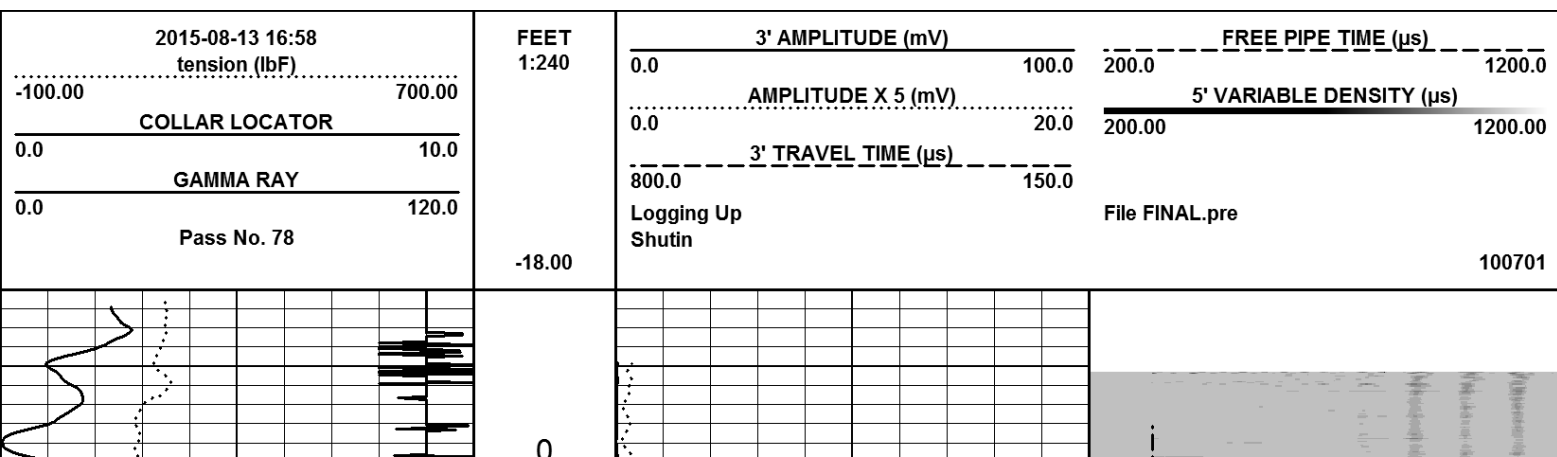 2015-08-13 16:58
tension (lbF)
-100.00 700.00
COLLAR LOCATOR
0.0 10.0
GAMMA RAY
0.0 120.0
Pass No. 78
FEET
1:240
-18.00
3' AMPLITUDE (mV)
0.0 100.0
AMPLITUDE X 5 (mV)
0.0 20.0
3' TRAVEL TIME (µs)
800.0 150.0
Logging Up
Shutin
FREE PIPE TIME (µs)
200.0 1200.0
5' VARIABLE DENSITY (µs)
200.00 1200.00
File FINAL.pre
100701
0